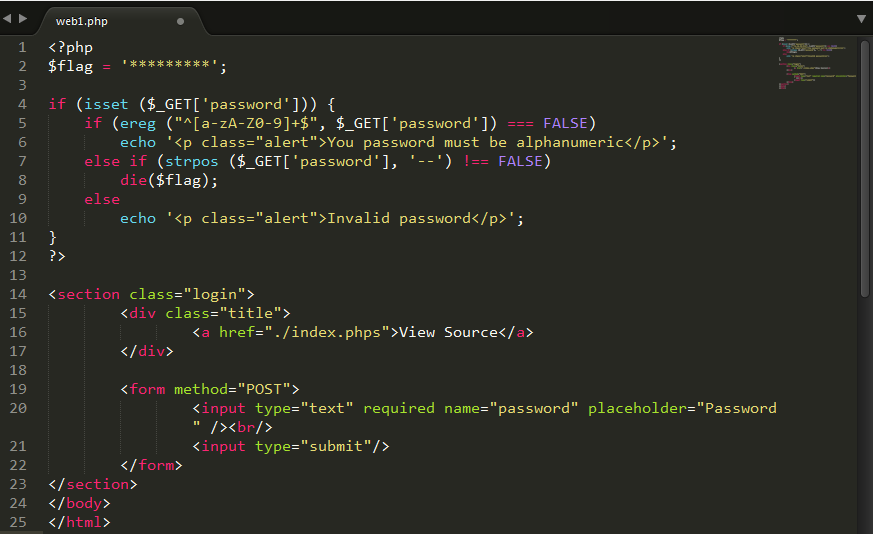 web1.php
1 <?php
2 $flag = '*********';
3
4 if (isset ($_GET['password'])) {
5     if (ereg ("^[a-zA-Z0-9]+$", $_GET['password']) === FALSE)
6         echo '<p class="alert">You password must be alphanumeric</p>';
7     else if (strpos ($_GET['password'], '--') !== FALSE)
8         die($flag);
9     else
10         echo '<p class="alert">Invalid password</p>';
11 }
12 ?>
13
14 <section class="login">
15         <div class="title">
16                 <a href="./index.phps">View Source</a>
17         </div>
18
19         <form method="POST">
20                 <input type="text" required name="password" placeholder="Password
                " /><br/>
21                 <input type="submit"/>
22         </form>
23 </section>
24 </body>
25 </html>